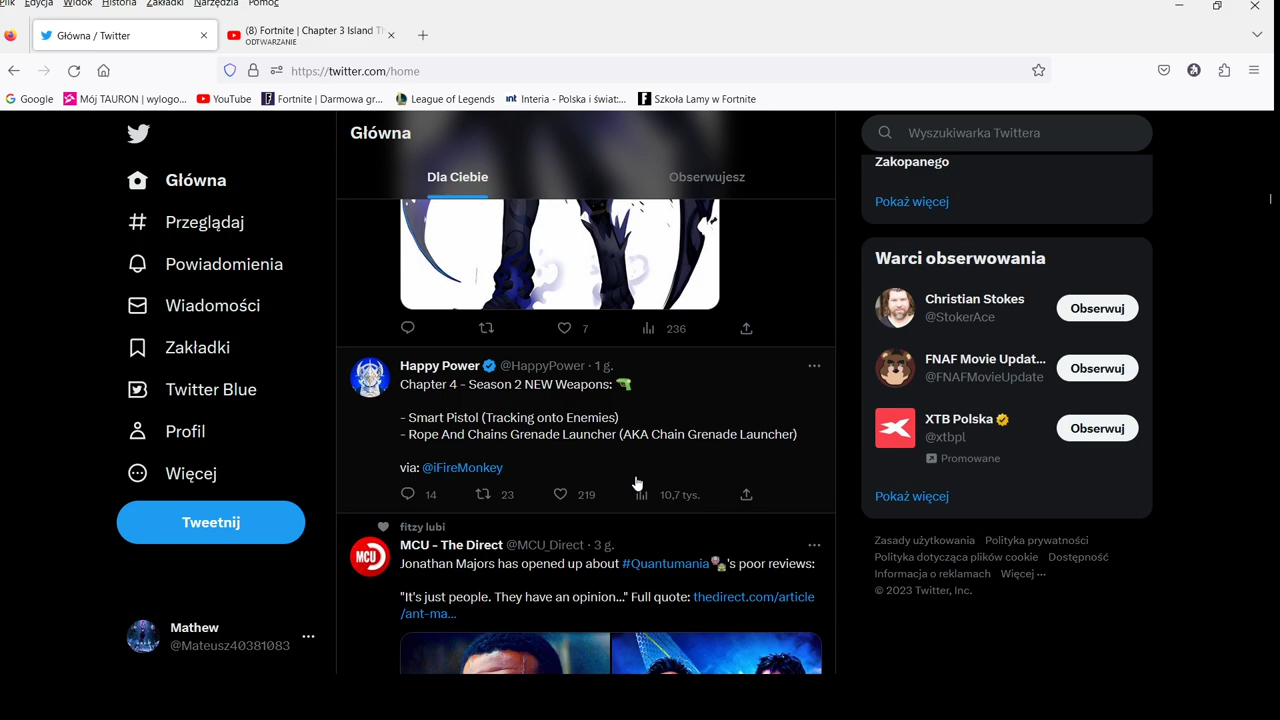 Plik Edycja Widok Historia Zakładki Narzędzia Pomoc
Główna / Twitter
(8) Fortnite | Chapter 3 Island Th
ODTWARZANIE
https://twitter.com/home
Google
Mój TAURON | wylogo...
YouTube
Fortnite | Darmowa gr...
League of Legends
Interia - Polska i świat:...
Szkoła Lamy w Fortnite
Główna
Przeglądaj
Powiadomienia
Wiadomości
Zakładki
Twitter Blue
Profil
Więcej
Tweetnij
Mathew
@Mateusz40381083
Główna
Dla Ciebie
Obserwujesz
7 236
Happy Power @HappyPower · 1 g.
Chapter 4 - Season 2 NEW Weapons:
- Smart Pistol (Tracking onto Enemies)
- Rope And Chains Grenade Launcher (AKA Chain Grenade Launcher)
via: @iFireMonkey
14 23 219 10,7 tys.
fitzy lubi
MCU - The Direct @MCU_Direct · 3 g.
MCU
Jonathan Majors has opened up about #Quantumania's poor reviews:
"It's just people. They have an opinion..." Full quote: thedirect.com/article
/ant-ma...
Wyszukiwarka Twittera
Zakopanego
Pokaż więcej
Warci obserwowania
Christian Stokes
@StokerAce
Obserwuj
FNAF Movie Updat...
@FNAFMovieUpdate
Obserwuj
XTB Polska
@xtbpl
Obserwuj
Promowane
Pokaż więcej
Zasady użytkowania Polityka prywatności
Polityka dotycząca plików cookie Dostępność
Informacja o reklamach Więcej ···
© 2023 Twitter, Inc.